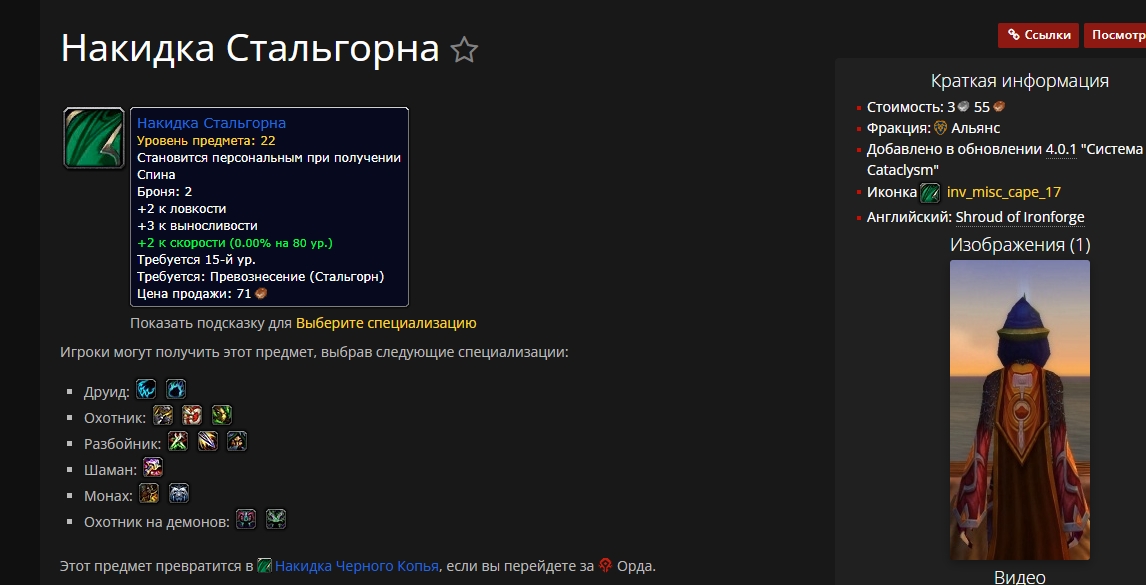 Накидка Стальгорна
Ссылки
Посмотр
Накидка Стальгорна
Уровень предмета: 22
Становится персональным при получении
Спина
Броня: 2
+2 к ловкости
+3 к выносливости
+2 к скорости (0.00% на 80 ур.)
Требуется 15-й ур.
Требуется: Превознесение (Стальгорн)
Цена продажи: 71
Показать подсказку для Выберите специализацию
Игроки могут получить этот предмет, выбрав следующие специализации:
Друид:
Охотник:
Разбойник:
Шаман:
Монах:
Охотник на демонов:
Этот предмет превратится в Накидка Черного Копья, если вы перейдете за Орда.
Краткая информация
Стоимость: 3 55
Фракция: Альянс
Добавлено в обновлении 4.0.1 "Система
Cataclysm"
Иконка inv_misc_cape_17
Английский: Shroud of Ironforge
Изображения (1)
Видео